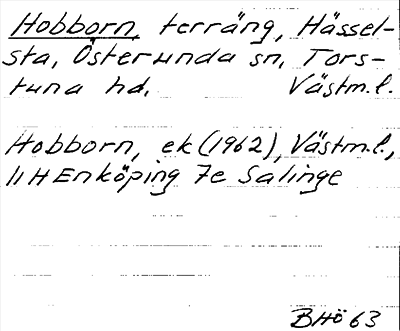 Hobborn, terräng, Hässel-
sta, Österunda sn, Tors-
tuna hd. Västm.l.
Hobborn, ek (1962), Västm.l.,
11H Enköping 7e Salinge
BHö 63